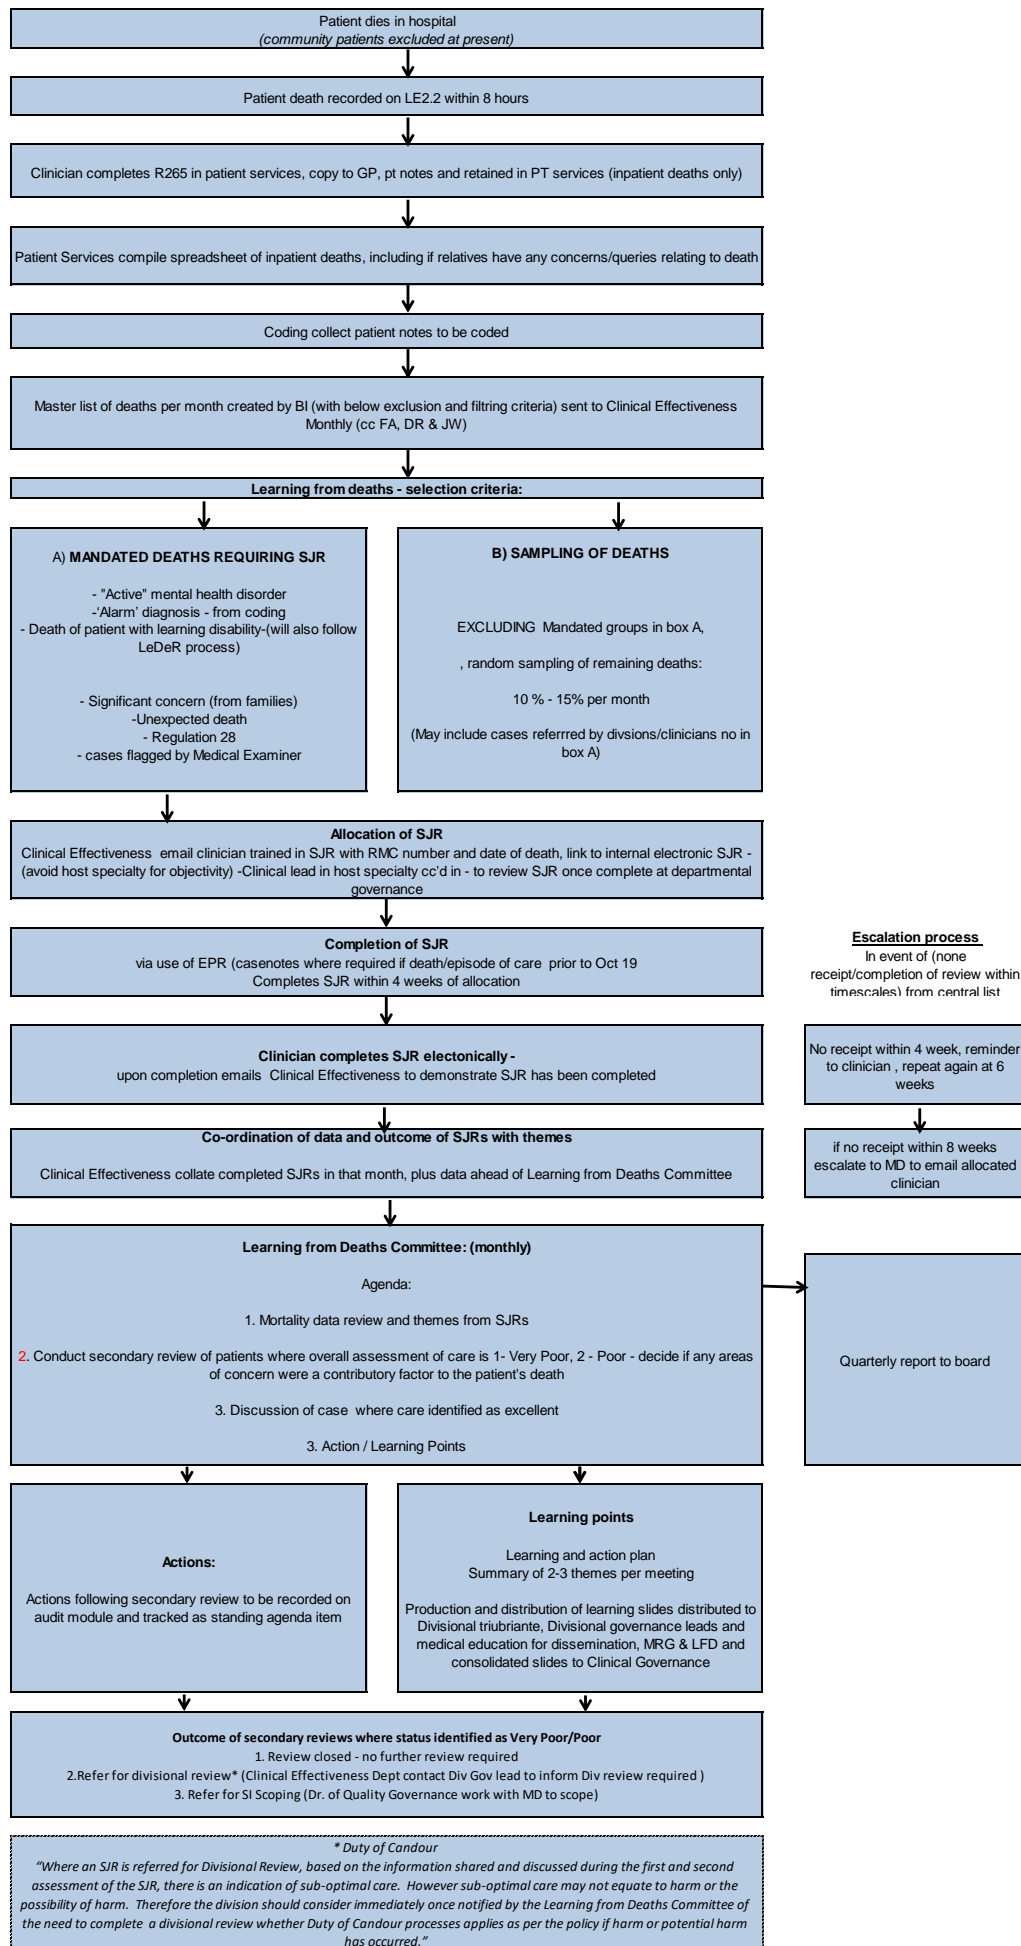 Patient dies in hospital
(community patients excluded at present)
Patient death recorded on LE2.2 within 8 hours
Clinician completes R265 in patient services, copy to GP, pt notes and retained in PT services (inpatient deaths only)
Patient Services compile spreadsheet of inpatient deaths, including if relatives have any concerns/queries relating to death
Coding collect patient notes to be coded
Master list of deaths per month created by BI (with below exclusion and filtring criteria) sent to Clinical Effectiveness
Monthly (cc FA, DR & JW)
Learning from deaths - selection criteria:
A) MANDATED DEATHS REQUIRING SJR
- "Active" mental health disorder
-'Alarm' diagnosis - from coding
- Death of patient with learning disability-(will also follow
LeDeR process)
- Significant concern (from families)
-Unexpected death
- Regulation 28
- cases flagged by Medical Examiner
B) SAMPLING OF DEATHS
EXCLUDING  Mandated groups in box A,
, random sampling of remaining deaths:
10 % - 15% per month
(May include cases referrred by divsions/clinicians no in
box A)
Allocation of SJR
Clinical Effectiveness  email clinician trained in SJR with RMC number and date of death, link to internal electronic SJR -
(avoid host specialty for objectivity) -Clinical lead in host specialty cc'd in - to review SJR once complete at departmental
governance
Completion of SJR
via use of EPR (casenotes where required if death/episode of care  prior to Oct 19
Completes SJR within 4 weeks of allocation
Escalation process
In event of (none
receipt/completion of review within
timescales) from central list
Clinician completes SJR electonically -
upon completion emails  Clinical Effectiveness to demonstrate SJR has been completed
No receipt within 4 week, reminder
to clinician , repeat again at 6
weeks
Co-ordination of data and outcome of SJRs with themes
Clinical Effectiveness collate completed SJRs in that month, plus data ahead of Learning from Deaths Committee
if no receipt within 8 weeks
escalate to MD to email allocated
clinician
Learning from Deaths Committee: (monthly)
Agenda:
1. Mortality data review and themes from SJRs
2. Conduct secondary review of patients where overall assessment of care is 1- Very Poor, 2 - Poor - decide if any areas
of concern were a contributory factor to the patient's death
3. Discussion of case  where care identified as excellent
3. Action / Learning Points
Quarterly report to board
Actions:
Actions following secondary review to be recorded on
audit module and tracked as standing agenda item
Learning points
Learning and action plan
Summary of 2-3 themes per meeting
Production and distribution of learning slides distributed to
Divisional triubriante, Divisional governance leads and
medical education for dissemination, MRG & LFD and
consolidated slides to Clinical Governance
Outcome of secondary reviews where status identified as Very Poor/Poor
1. Review closed - no further review required
2.Refer for divisional review* (Clinical Effectiveness Dept contact Div Gov lead to inform Div review required )
3. Refer for SI Scoping (Dr. of Quality Governance work with MD to scope)
* Duty of Candour
“Where an SJR is referred for Divisional Review, based on the information shared and discussed during the first and second
assessment of the SJR, there is an indication of sub-optimal care.  However sub-optimal care may not equate to harm or the
possibility of harm.  Therefore the division should consider immediately once notified by the Learning from Deaths Committee of
the need to complete  a divisional review whether Duty of Candour processes applies as per the policy if harm or potential harm
has occurred.”